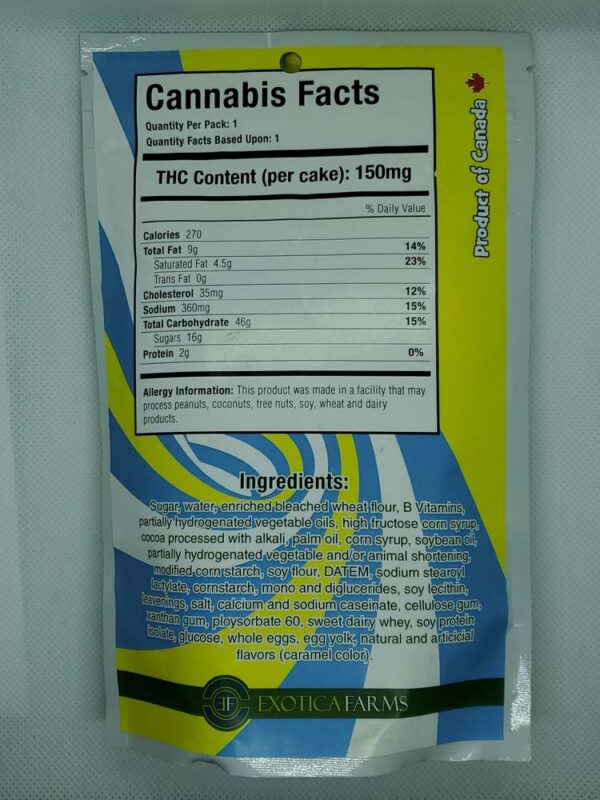 Cannabis Facts
Quantity Per Pack: 1
Quantity Facts Based Upon: 1
THC Content (per cake): 150mg
% Daily Value
Calories 270
Total Fat 9g 14%
Saturated Fat 4.5g 23%
Trans Fat 0g
Cholesterol 35mg 12%
Sodium 360mg 15%
Total Carbohydrate 46g 15%
Sugars 16g
Protein 2g 0%
Allergy Information: This product was made in a facility that may
process peanuts, coconuts, tree nuts, soy, wheat and dairy
products.
Product of Canada
Ingredients:
Sugar, water, enriched bleached wheat flour, B Vitamins,
partially hydrogenated vegetable oils, high fructose corn syrup,
cocoa processed with alkali, palm oil, corn syrup, soybean oil,
partially hydrogenated vegetable and/or animal shortening,
modified cornstarch, soy flour, DATEM, sodium stearoyl
lactylate, cornstarch, mono and diglucerides, soy lecithin,
leavenings, salt, calcium and sodium caseinate, cellulose gum,
xanthan gum, ploysorbate 60, sweet dairy whey, soy protein
isolate, glucose, whole eggs, egg yolk, natural and articicial
flavors (caramel color).
EF EXOTICA FARMS